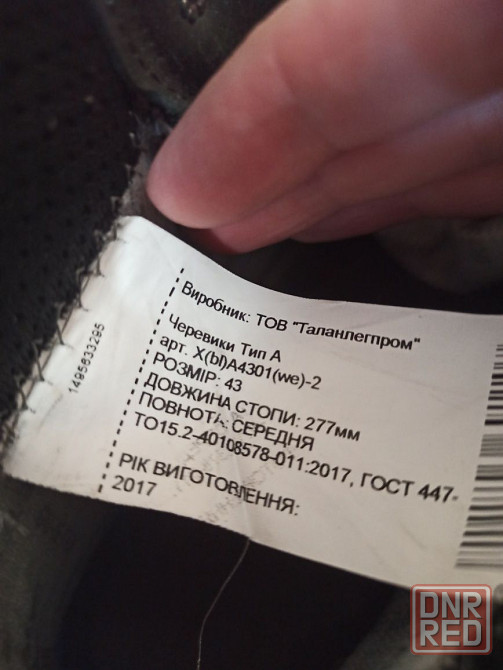 Виробник: ТОВ "Таланлегпром"
Черевики Тип А
арт. X(bl)A4301(we)-2
РОЗМІР: 43
ДОВЖИНА СТОПИ: 277мм
ПОВНОТА: СЕРЕДНЯ
ТО15.2-40108578-011:2017, ГОСТ 447-
РІК ВИГОТОВЛЕННЯ:
2017
1495633295
DNR
RED